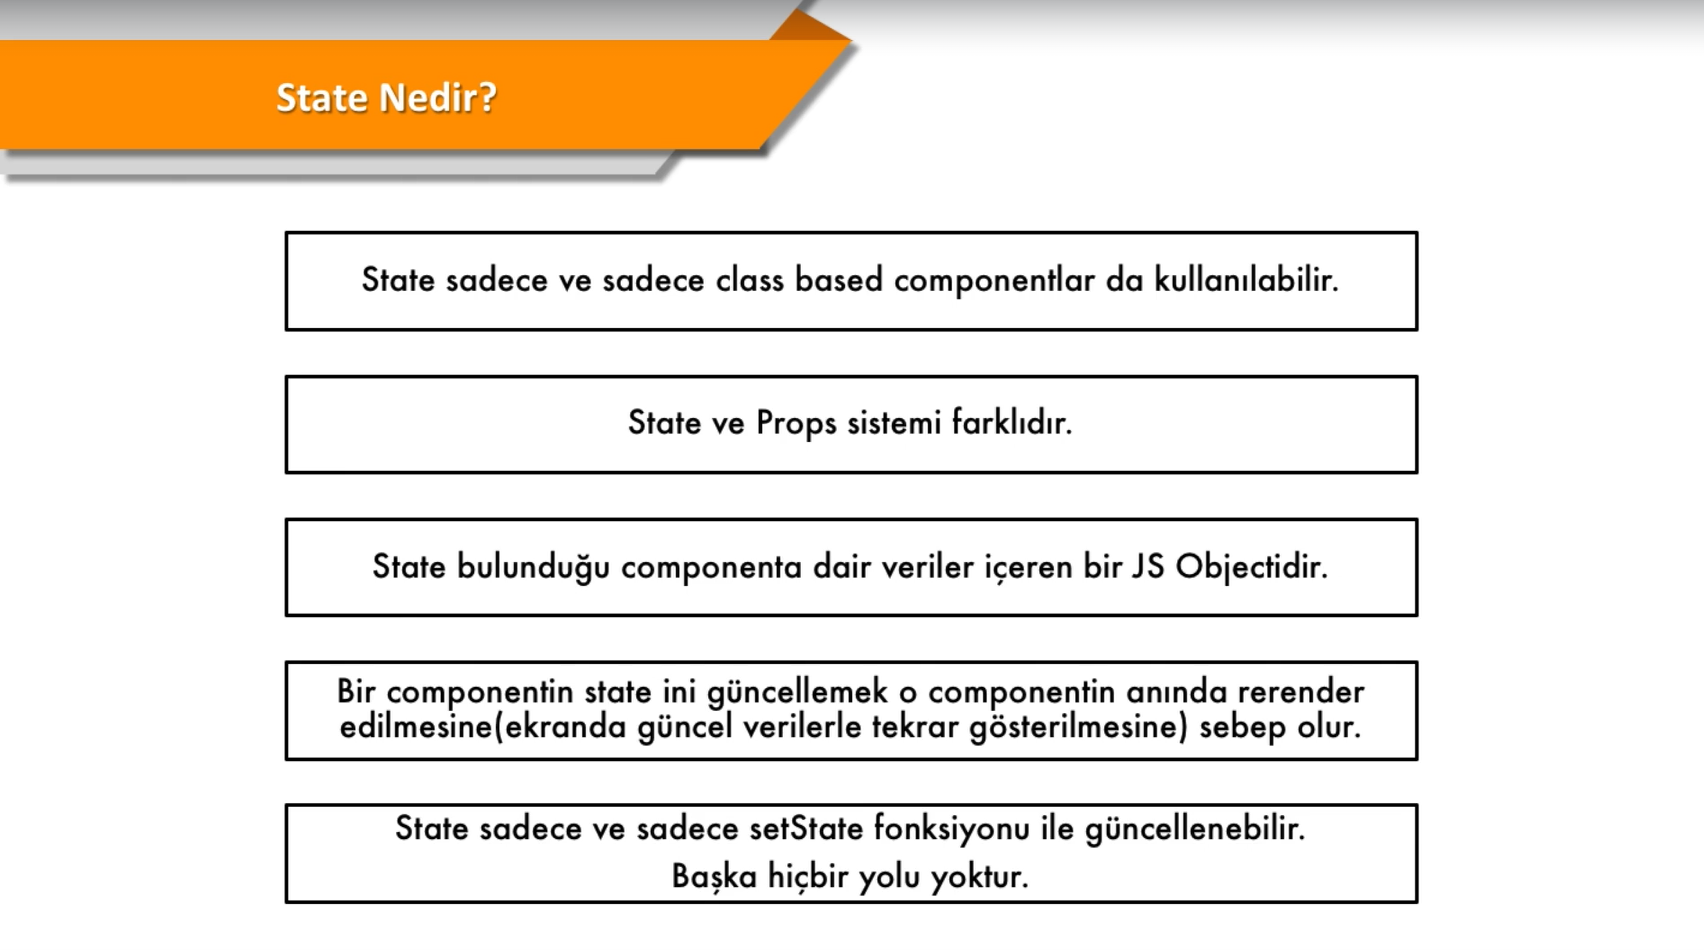 State Nedir?
State sadece ve sadece class based componentlar da kullanılabilir.
State ve Props sistemi farklıdır.
State bulunduğu componenta dair veriler içeren bir JS Objectidir.
Bir componentin state ini güncellemek o componentin anında rerender
edilmesine(ekranda güncel verilerle tekrar gösterilmesine) sebep olur.
State sadece ve sadece setState fonksiyonu ile güncellenebilir.
Başka hiçbir yolu yoktur.